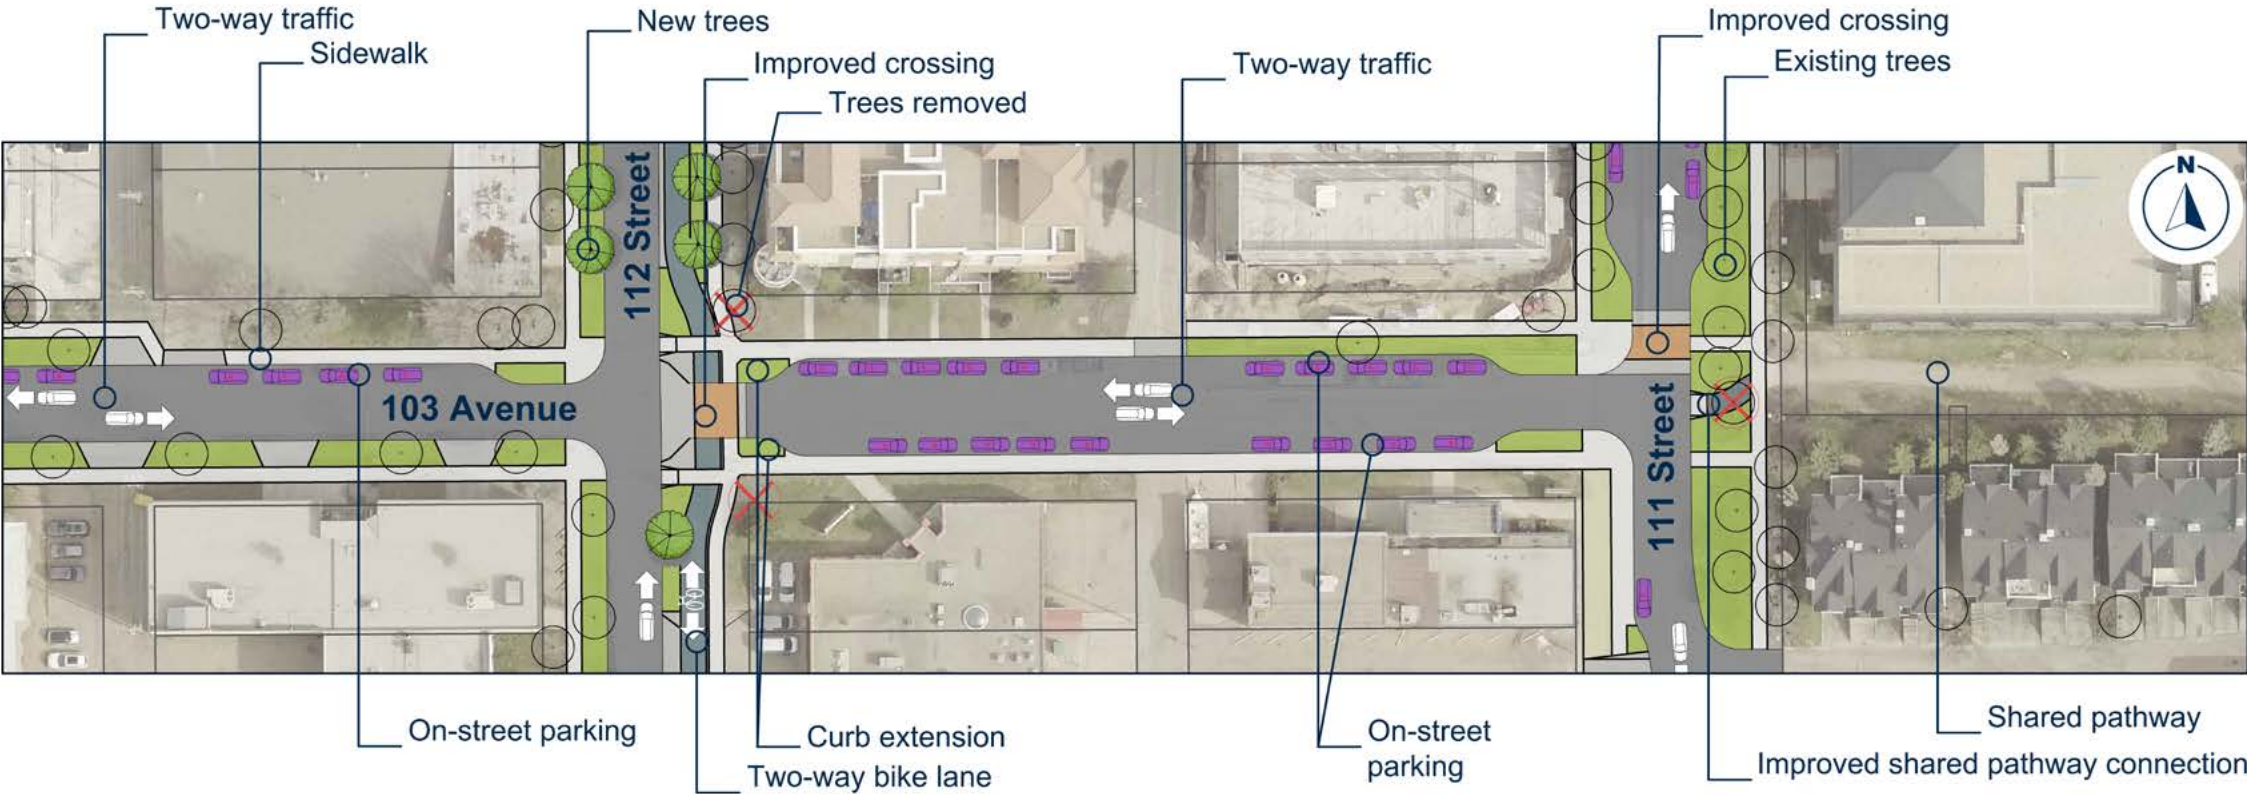 Two-way traffic
Sidewalk
New trees
Improved crossing
Trees removed
Two-way traffic
Improved crossing
Existing trees
N
112 Street
103 Avenue
111 Street
On-street parking
Curb extension
Two-way bike lane
On-street
parking
Shared pathway
Improved shared pathway connection